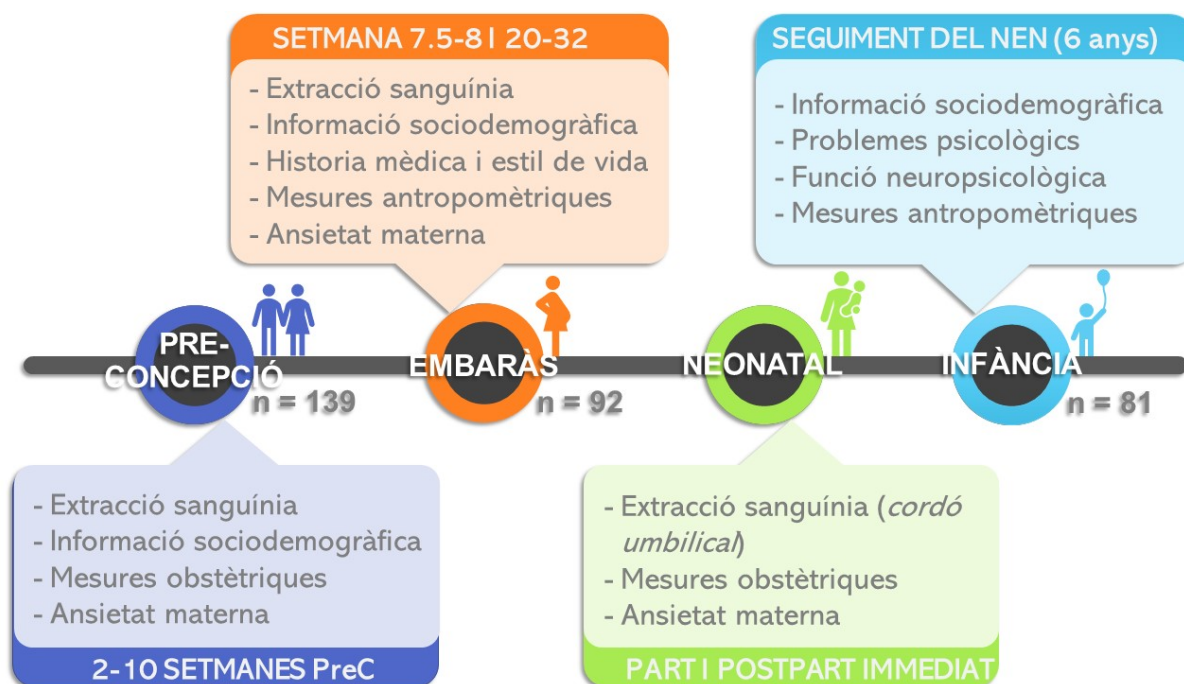 SETMANA 7.5-8 I 20-32
- Extracció sanguínia
- Informació sociodemogràfica
- Historia mèdica i estil de vida
- Mesures antropomètriques
- Ansietat materna
SEGUIMENT DEL NEN (6 anys)
- Informació sociodemogràfica
- Problemes psicològics
- Funció neuropsicològica
- Mesures antropomètriques
PRE-
CONCEPCIÓ
n = 139
EMBARÀS
n = 92
NEONATAL
INFÀNCIA
n = 81
- Extracció sanguínia
- Informació sociodemogràfica
- Mesures obstètriques
- Ansietat materna
2-10 SETMANES PreC
- Extracció sanguínia (cordó
umbilical)
- Mesures obstètriques
- Ansietat materna
PART I POSTPART IMMEDIAT